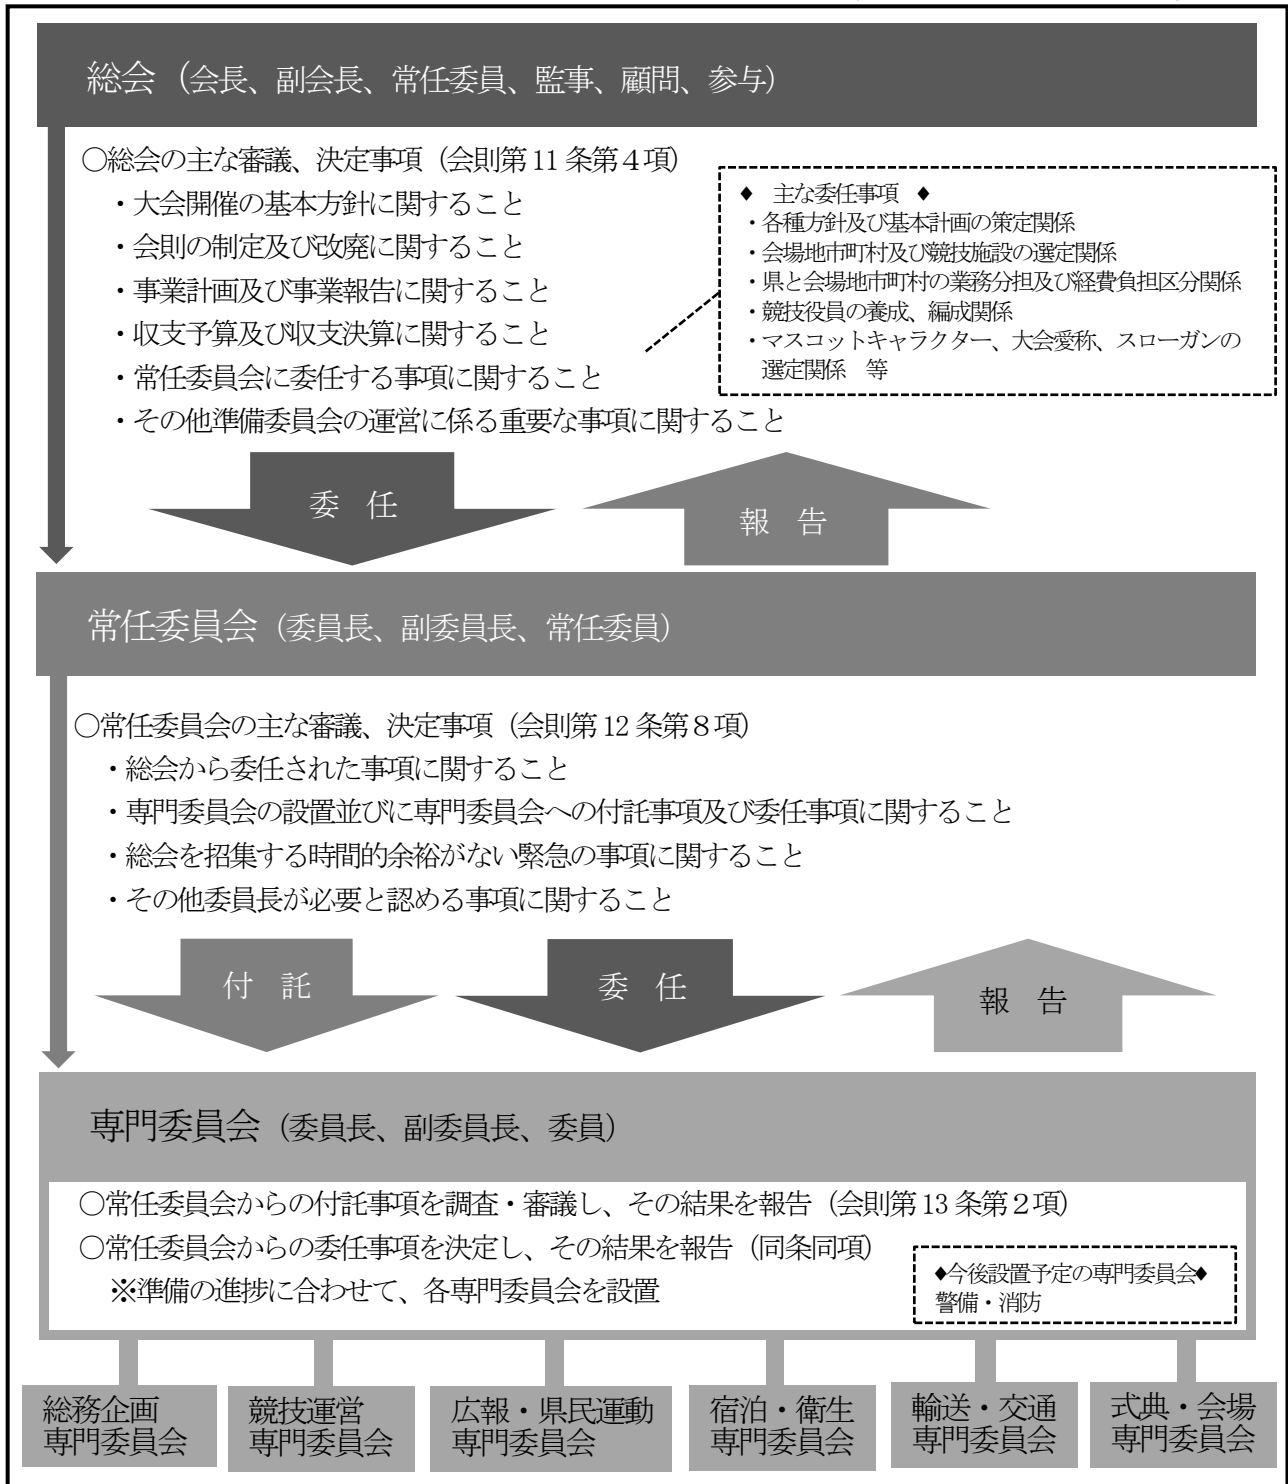 総会（会長、副会長、常任委員、監事、顧問、参与）
○総会の主な審議、決定事項（会則第11条第４項）
・大会開催の基本方針に関すること
・会則の制定及び改廃に関すること
・事業計画及び事業報告に関すること
・収支予算及び収支決算に関すること
・常任委員会に委任する事項に関すること
・その他準備委員会の運営に係る重要な事項に関すること
♦　主な委任事項　♦
・各種方針及び基本計画の策定関係
・会場地市町村及び競技施設の選定関係
・県と会場地市町村の業務分担及び経費負担区分関係
・競技役員の養成、編成関係
・マスコットキャラクター、大会愛称、スローガンの
選定関係　等
委　任
報　告
常任委員会（委員長、副委員長、常任委員）
○常任委員会の主な審議、決定事項（会則第12条第８項）
・総会から委任された事項に関すること
・専門委員会の設置並びに専門委員会への付託事項及び委任事項に関すること
・総会を招集する時間的余裕がない緊急の事項に関すること
・その他委員長が必要と認める事項に関すること
付　託
委　任
報　告
専門委員会（委員長、副委員長、委員）
○常任委員会からの付託事項を調査・審議し、その結果を報告（会則第13条第２項）
○常任委員会からの委任事項を決定し、その結果を報告（同条同項）
※準備の進捗に合わせて、各専門委員会を設置
♦今後設置予定の専門委員会♦
警備・消防
総務企画
専門委員会
競技運営
専門委員会
広報・県民運動
専門委員会
宿泊・衛生
専門委員会
輸送・交通
専門委員会
式典・会場
専門委員会